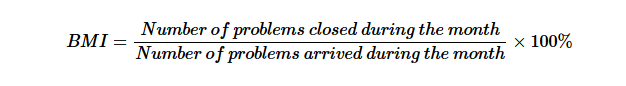 BMI = Number of problems closed during the month / Number of problems arrived during the month × 100%